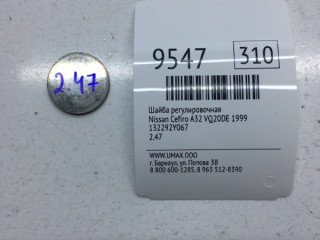 2.47
9547 310
Шайба регулировочная
Nissan Cefiro A32 VQ20DE 1999
132292Y067
2.47
WWW.UMAX.OOO
г. Барнаул, ул. Попова 3В
8 800 600-1285, 8 963 512-8390